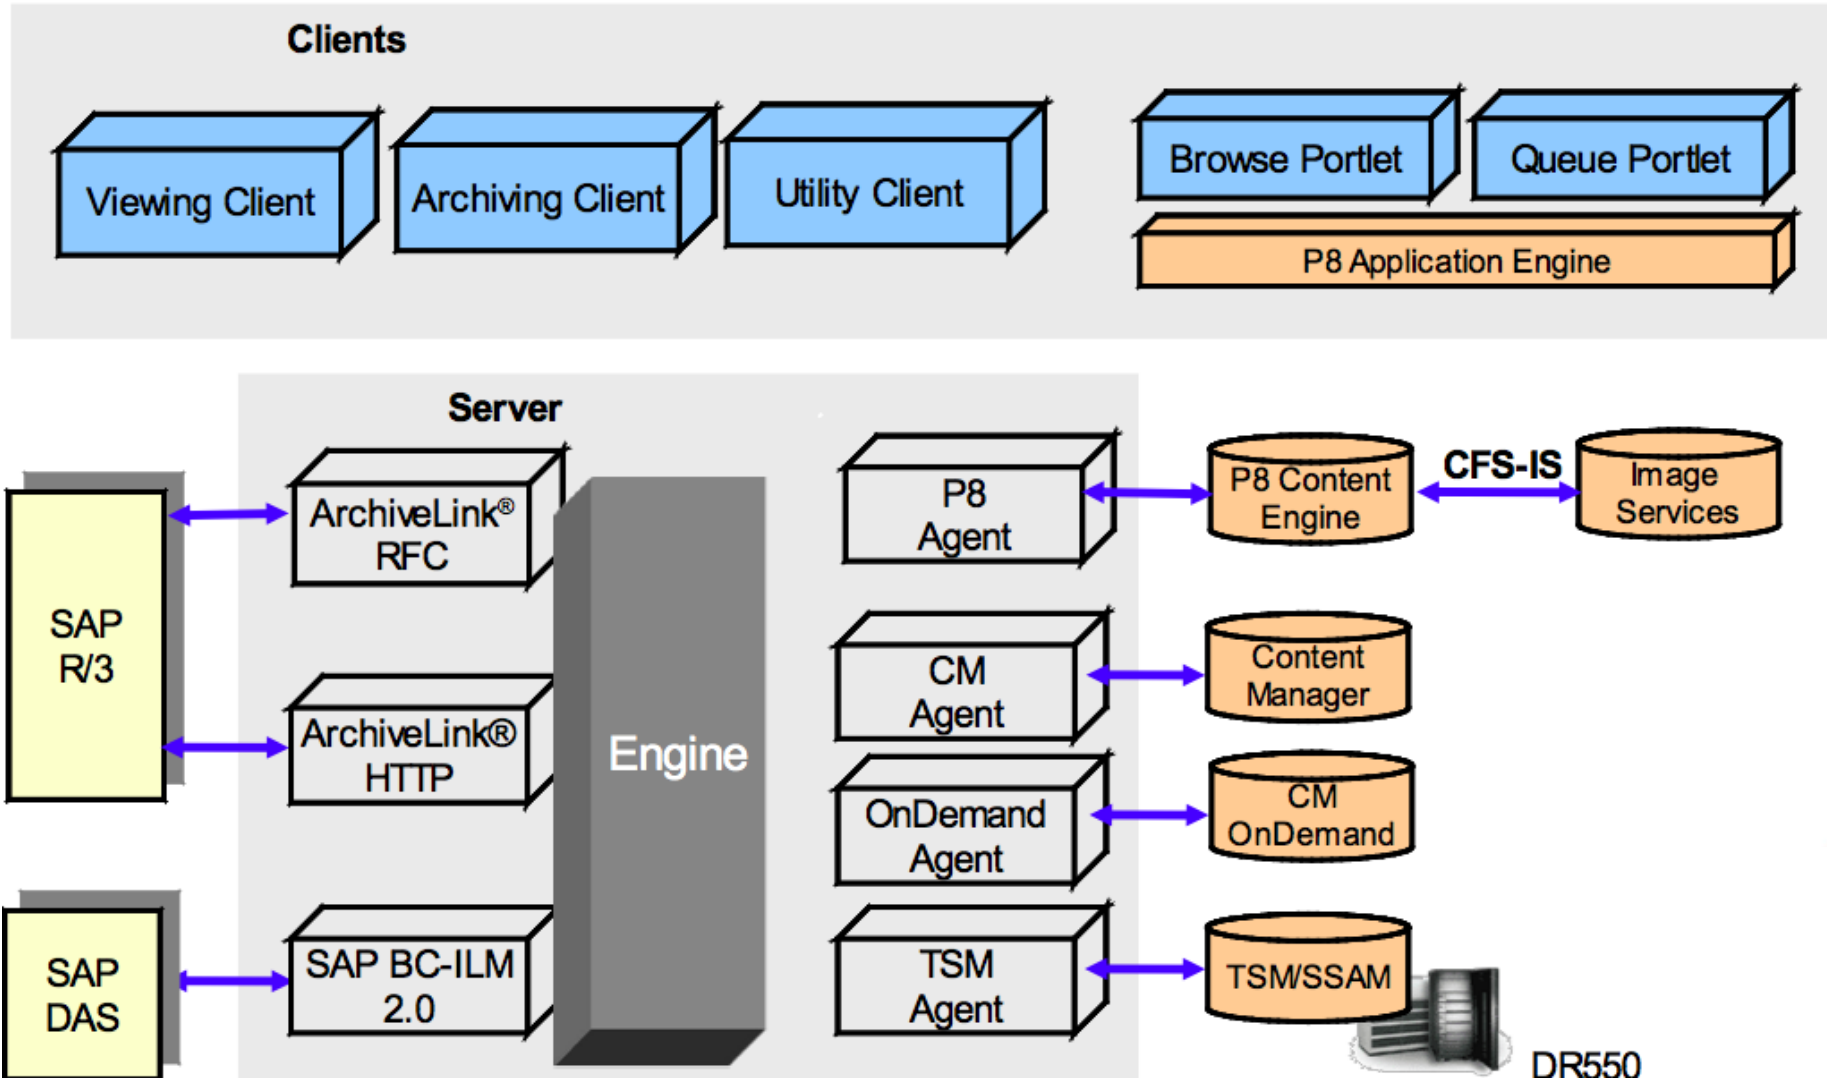 Clients
Viewing Client
Archiving Client
Utility Client
Browse Portlet
Queue Portlet
P8 Application Engine
Server
SAP
R/3
ArchiveLink®
RFC
ArchiveLink®
HTTP
SAP
DAS
SAP BC-ILM
2.0
Engine
P8
Agent
P8 Content
Engine
CFS-IS
Image
Services
CM
Agent
Content
Manager
OnDemand
Agent
CM
OnDemand
TSM
Agent
TSM/SSAM
DR550